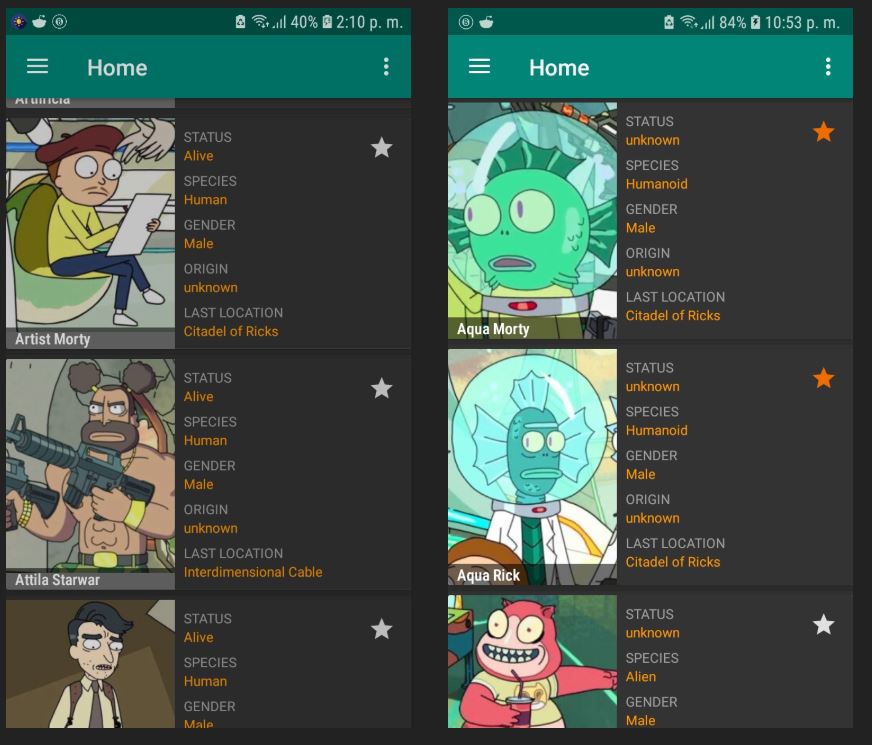 40% 2:10 p. m.
Home
Artificia
STATUS
Alive
SPECIES
Human
GENDER
Male
ORIGIN
unknown
LAST LOCATION
Citadel of Ricks
Artist Morty
STATUS
Alive
SPECIES
Human
GENDER
Male
ORIGIN
unknown
LAST LOCATION
Interdimensional Cable
Attila Starwar
STATUS
Alive
SPECIES
Human
GENDER
Male
84% 10:53 p. m.
Home
STATUS
unknown
SPECIES
Humanoid
GENDER
Male
ORIGIN
unknown
LAST LOCATION
Citadel of Ricks
Aqua Morty
STATUS
unknown
SPECIES
Humanoid
GENDER
Male
ORIGIN
unknown
LAST LOCATION
Citadel of Ricks
Aqua Rick
STATUS
unknown
SPECIES
Alien
GENDER
Male